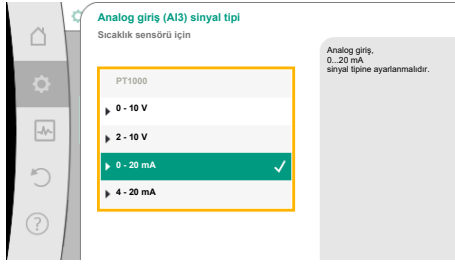 Analog giriş (AI3) sinyal tipi
Sıcaklık sensörü için
PT1000
0 - 10 V
2 - 10 V
0 - 20 mA
4 - 20 mA
Analog giriş,
0...20 mA
sinyal tipine ayarlanmalıdır.